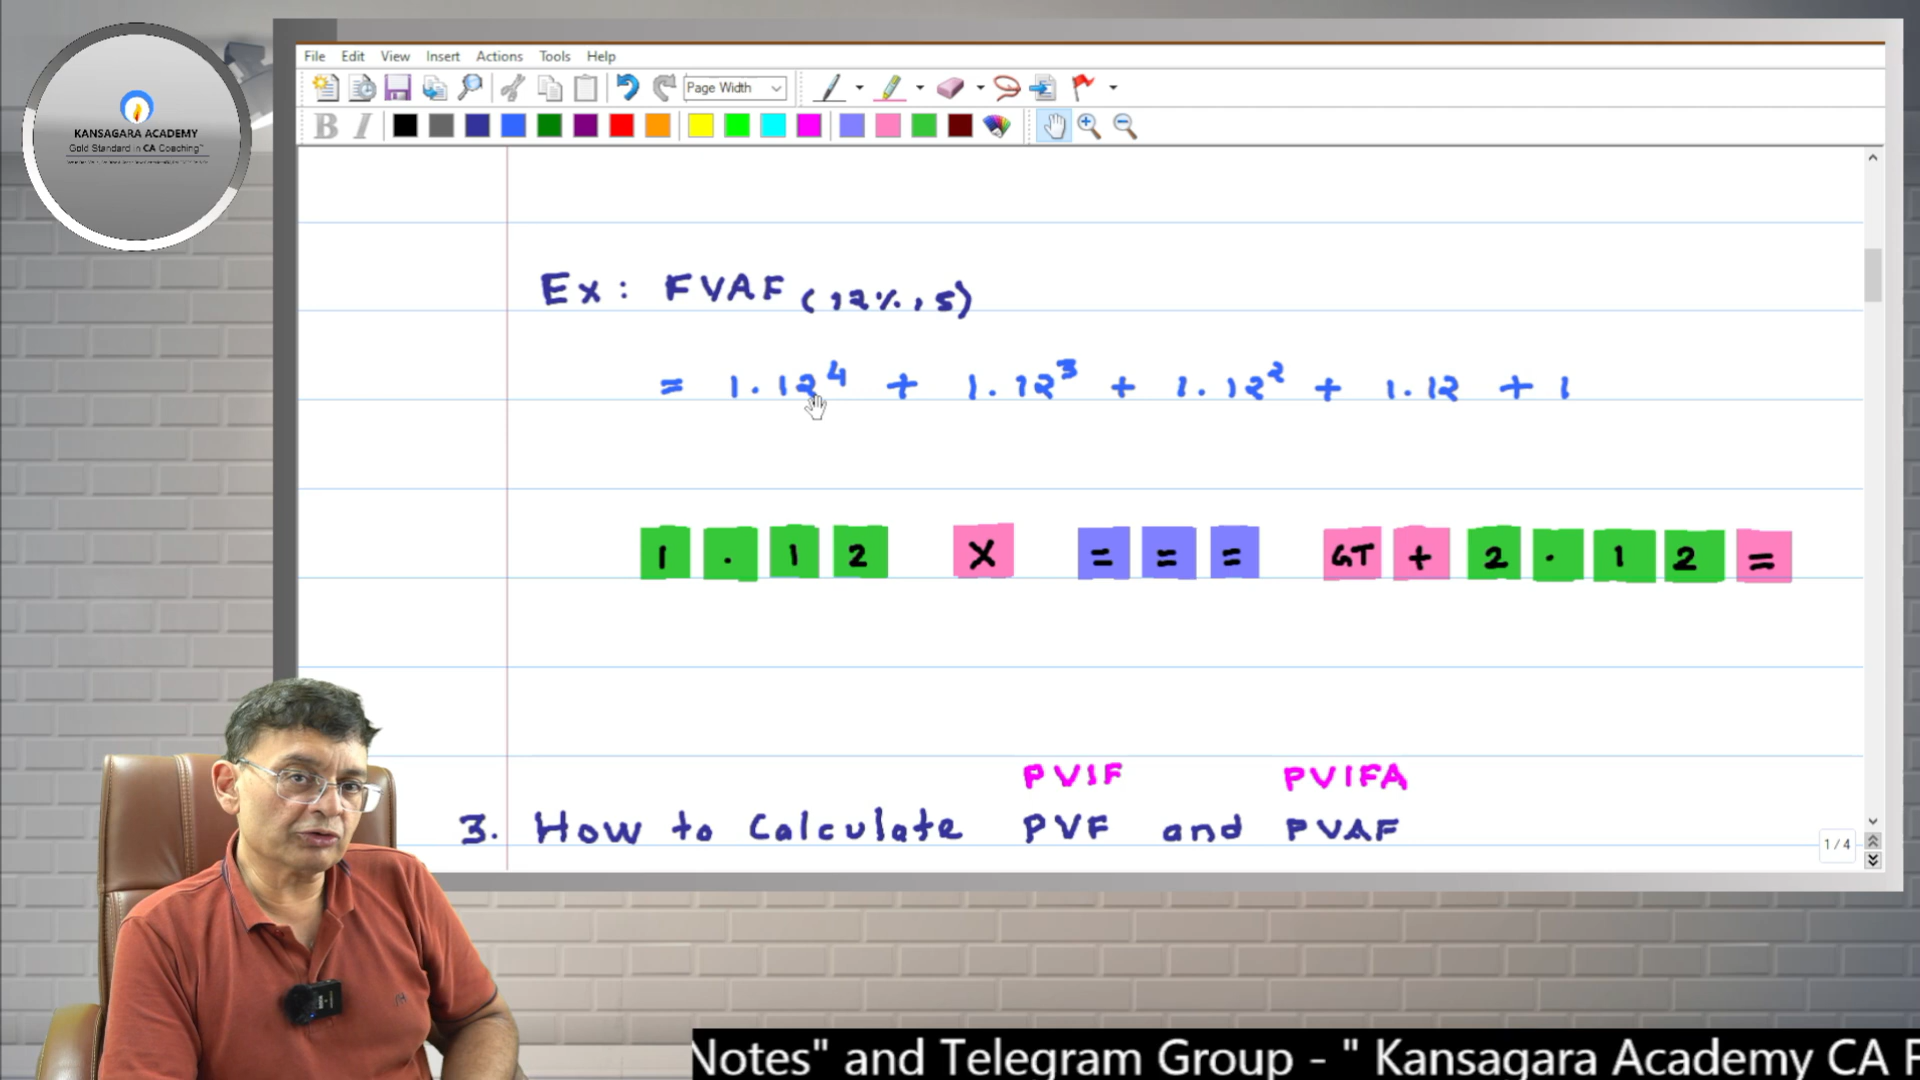 File Edit View Insert Actions Tools Help
Page Width
B I
KANSAGARA ACADEMY
Gold Standard in CA Coaching™
Ex: FVAF (12%, 5)
= 1.12⁴ + 1.12³ + 1.12² + 1.12 + 1
1 . 1 2 X = = = GT + 2 . 1 2 =
PVIF PVIFA
3. How to Calculate PVF and PVAF
1 / 4
Notes" and Telegram Group - " Kansagara Academy CA F